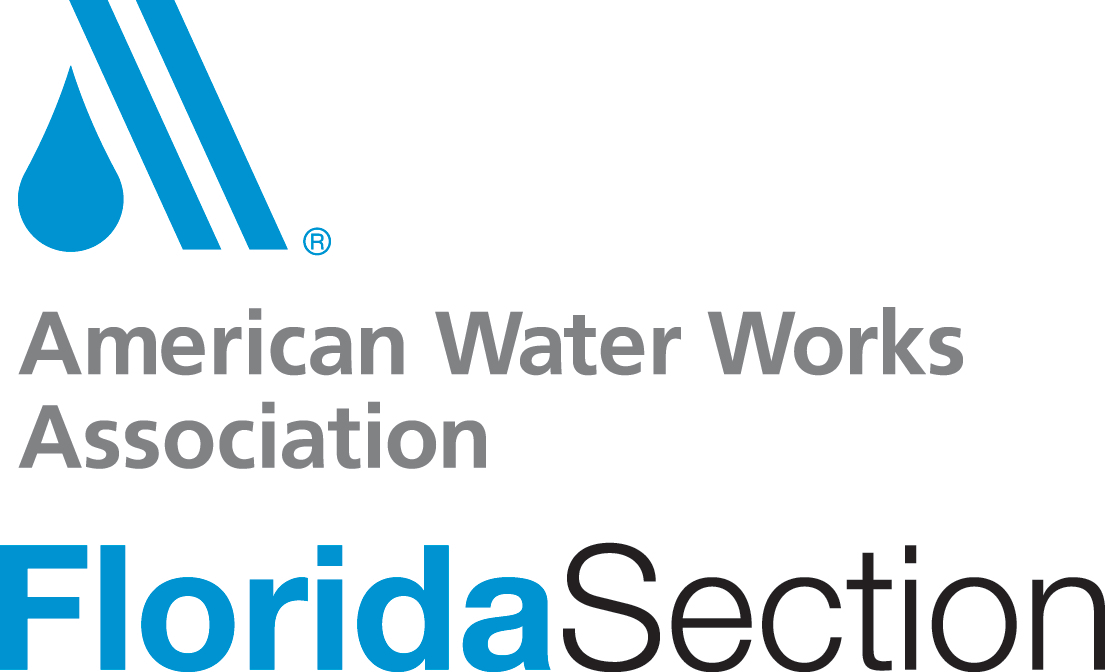 ®
American Water Works
Association
FloridaSection